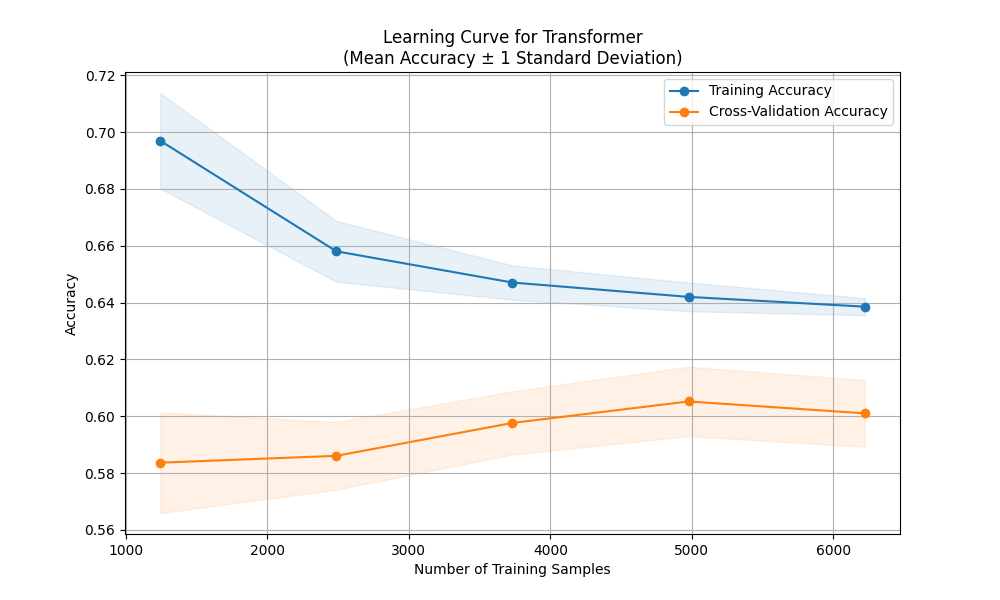 Learning Curve for Transformer
(Mean Accuracy ± 1 Standard Deviation)
Training Accuracy
Cross-Validation Accuracy
Accuracy
0.72
0.70
0.68
0.66
0.64
0.62
0.60
0.58
0.56
1000 2000 3000 4000 5000 6000
Number of Training Samples